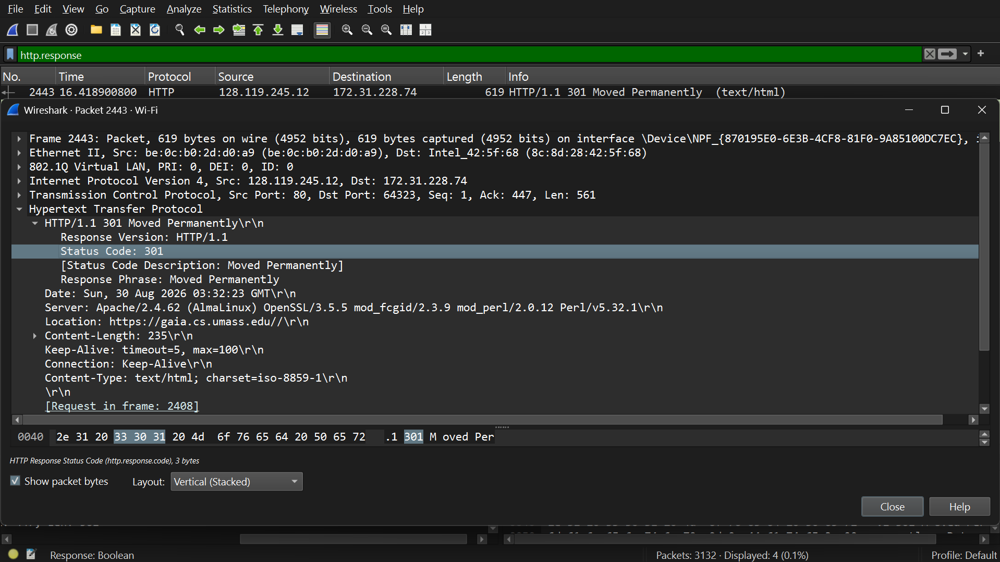 File Edit View Go Capture Analyze Statistics Telephony Wireless Tools Help
http.response
No. Time Protocol Source Destination Length Info
2443 16.418900800 HTTP 128.119.245.12 172.31.228.74 619 HTTP/1.1 301 Moved Permanently (text/html)
Wireshark · Packet 2443 · Wi-Fi
Frame 2443: Packet, 619 bytes on wire (4952 bits), 619 bytes captured (4952 bits) on interface \Device\NPF_{870195E0-6E3B-4CF8-81F0-9A85100DC7EC},
Ethernet II, Src: be:0c:b0:2d:d0:a9 (be:0c:b0:2d:d0:a9), Dst: Intel_42:5f:68 (8c:8d:28:42:5f:68)
802.1Q Virtual LAN, PRI: 0, DEI: 0, ID: 0
Internet Protocol Version 4, Src: 128.119.245.12, Dst: 172.31.228.74
Transmission Control Protocol, Src Port: 80, Dst Port: 64323, Seq: 1, Ack: 447, Len: 561
Hypertext Transfer Protocol
HTTP/1.1 301 Moved Permanently\r\n
Response Version: HTTP/1.1
Status Code: 301
[Status Code Description: Moved Permanently]
Response Phrase: Moved Permanently
Date: Sun, 30 Aug 2026 03:32:23 GMT\r\n
Server: Apache/2.4.62 (AlmaLinux) OpenSSL/3.5.5 mod_fcgid/2.3.9 mod_perl/2.0.12 Perl/v5.32.1\r\n
Location: https://gaia.cs.umass.edu//\r\n
Content-Length: 235\r\n
Keep-Alive: timeout=5, max=100\r\n
Connection: Keep-Alive\r\n
Content-Type: text/html; charset=iso-8859-1\r\n
\r\n
[Request in frame: 2408]
0040 2e 31 20 33 30 31 20 4d 6f 76 65 64 20 50 65 72 .1 301 M oved Per
HTTP Response Status Code (http.response.code), 3 bytes
Show packet bytes Layout: Vertical (Stacked)
Close Help
Response: Boolean Packets: 3132 · Displayed: 4 (0.1%) Profile: Default